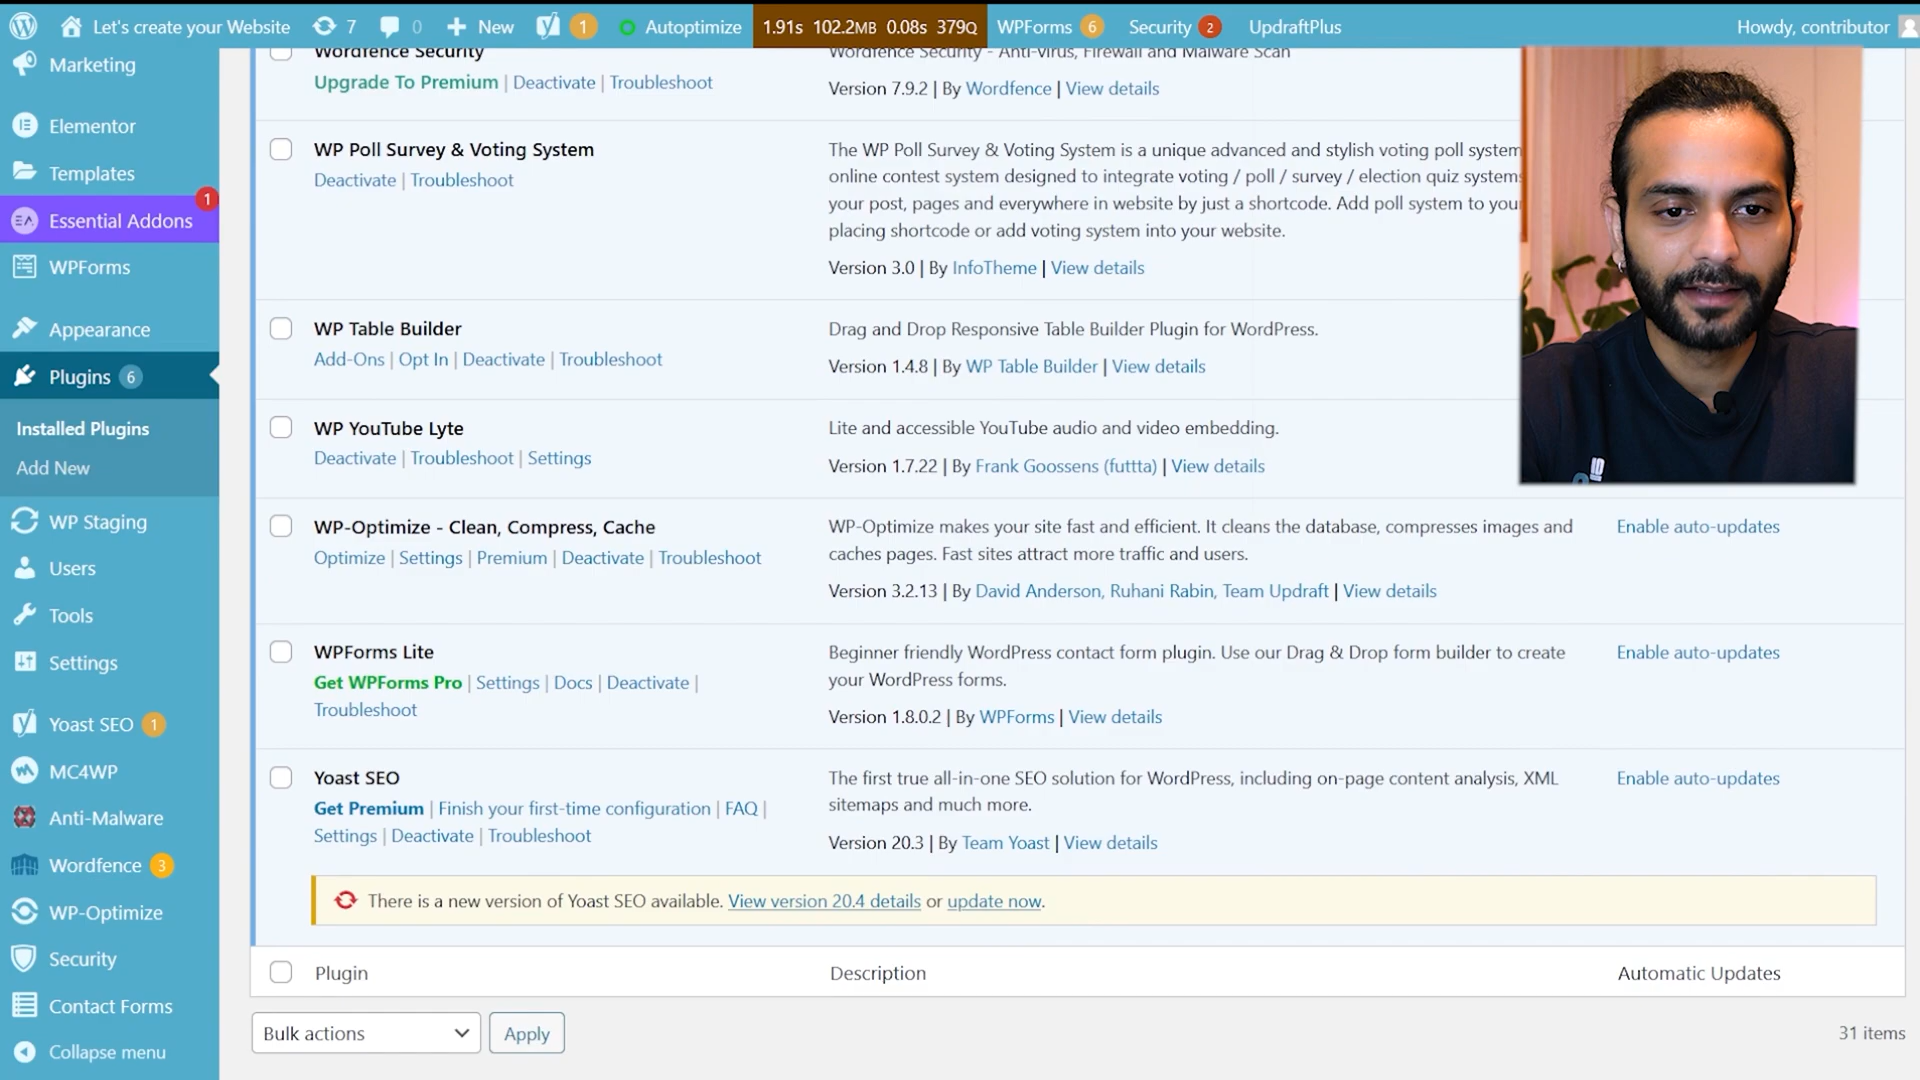 Let's create your Website 7 0 New 1 Autoptimize 1.91s 102.2MB 0.08s 379Q WPForms 6 Security 2 UpdraftPlus Howdy, contributor
Marketing
Elementor
Templates
Essential Addons 1
WPForms
Appearance
Plugins 6
Installed Plugins
Add New
WP Staging
Users
Tools
Settings
Yoast SEO 1
MC4WP
Anti-Malware
Wordfence 3
WP-Optimize
Security
Contact Forms
Collapse menu
Wordfence Security
Upgrade To Premium | Deactivate | Troubleshoot
Wordfence Security - Anti-virus, Firewall and Malware Scan
Version 7.9.2 | By Wordfence | View details
WP Poll Survey & Voting System
Deactivate | Troubleshoot
The WP Poll Survey & Voting System is a unique advanced and stylish voting poll system
online contest system designed to integrate voting / poll / survey / election quiz systems
your post, pages and everywhere in website by just a shortcode. Add poll system to you
placing shortcode or add voting system into your website.
Version 3.0 | By InfoTheme | View details
WP Table Builder
Add-Ons | Opt In | Deactivate | Troubleshoot
Drag and Drop Responsive Table Builder Plugin for WordPress.
Version 1.4.8 | By WP Table Builder | View details
WP YouTube Lyte
Deactivate | Troubleshoot | Settings
Lite and accessible YouTube audio and video embedding.
Version 1.7.22 | By Frank Goossens (futtta) | View details
WP-Optimize - Clean, Compress, Cache
Optimize | Settings | Premium | Deactivate | Troubleshoot
WP-Optimize makes your site fast and efficient. It cleans the database, compresses images and
caches pages. Fast sites attract more traffic and users.
Version 3.2.13 | By David Anderson, Ruhani Rabin, Team Updraft | View details
Enable auto-updates
WPForms Lite
Get WPForms Pro | Settings | Docs | Deactivate |
Troubleshoot
Beginner friendly WordPress contact form plugin. Use our Drag & Drop form builder to create
your WordPress forms.
Version 1.8.0.2 | By WPForms | View details
Enable auto-updates
Yoast SEO
Get Premium | Finish your first-time configuration | FAQ |
Settings | Deactivate | Troubleshoot
The first true all-in-one SEO solution for WordPress, including on-page content analysis, XML
sitemaps and much more.
Version 20.3 | By Team Yoast | View details
Enable auto-updates
There is a new version of Yoast SEO available. View version 20.4 details or update now.
Plugin Description Automatic Updates
Bulk actions Apply 31 items